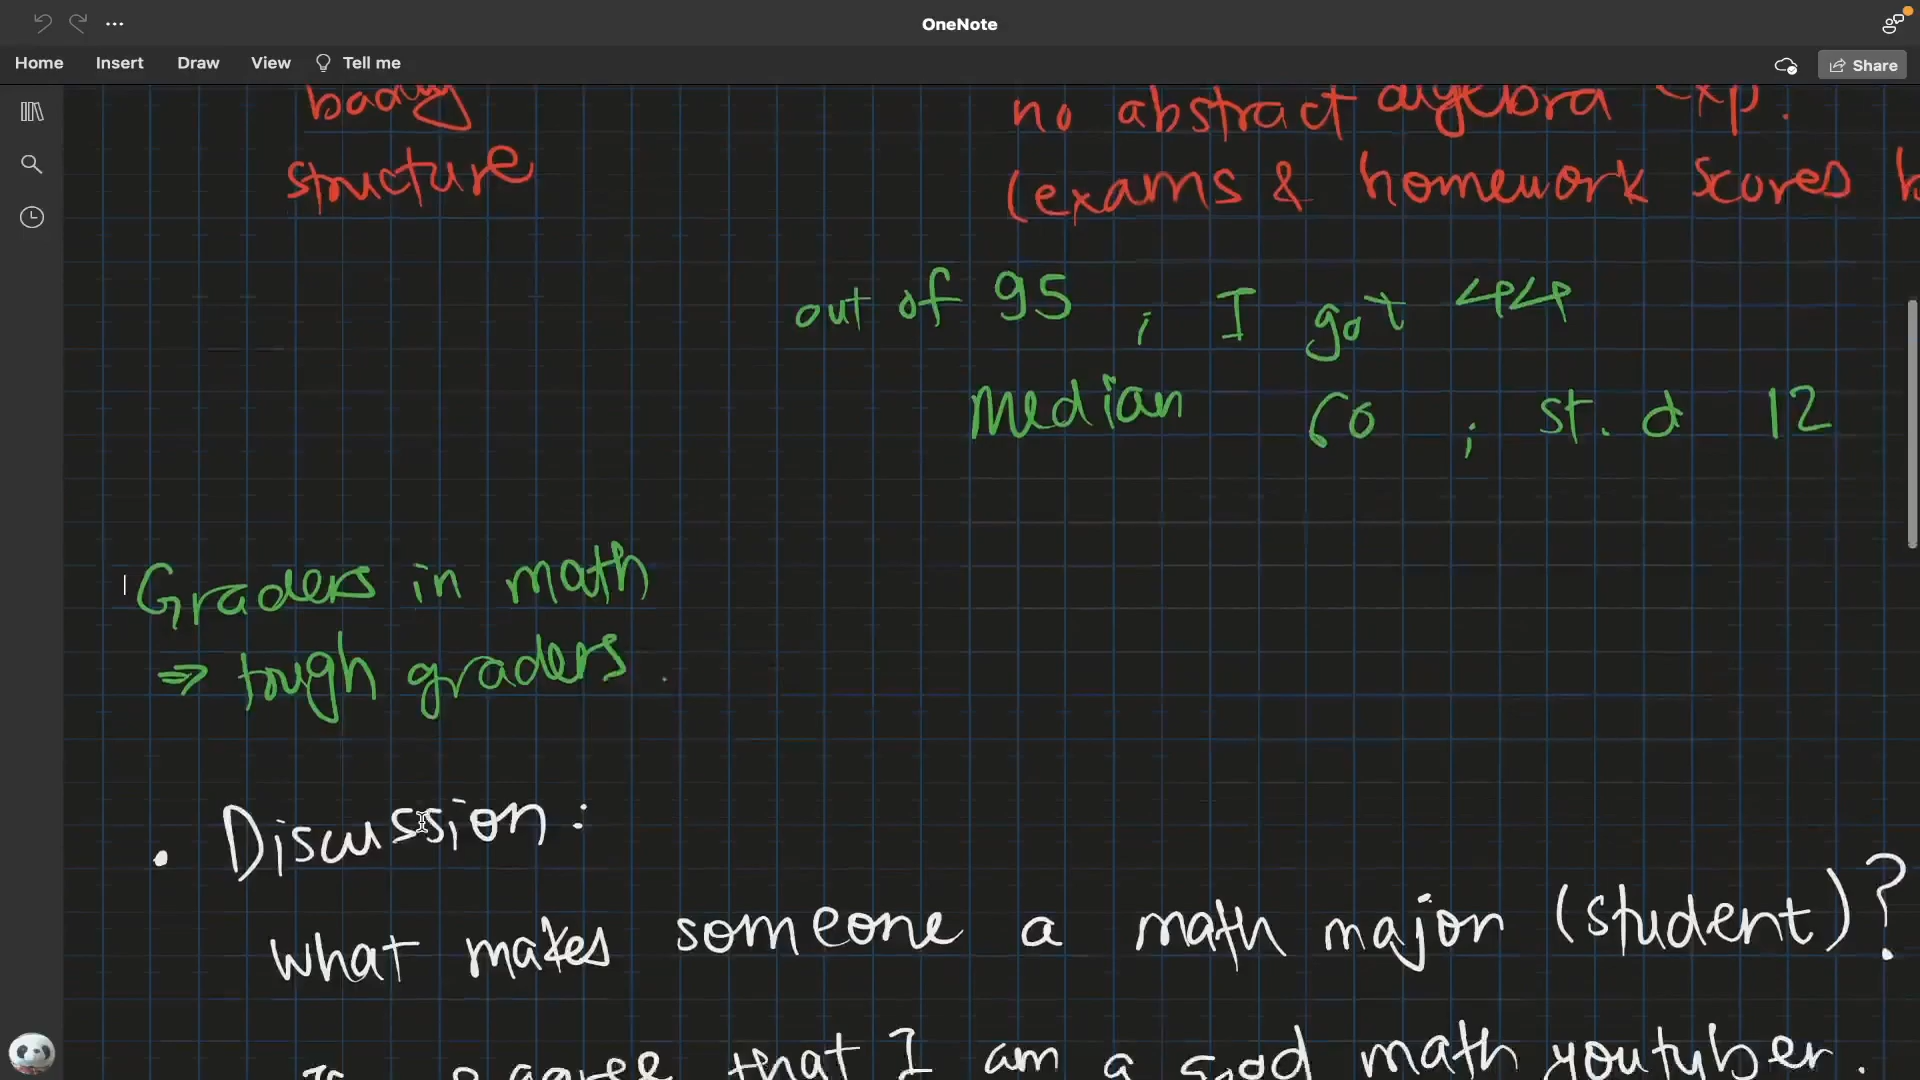 OneNote
Home Insert Draw View Tell me Share
no abstract algebra exp.
structure
(exams & homework scores
out of 95 , I got 44
Median 60 , st. d 12
Graders in math
⇒ tough graders .
• Discussion :
What makes someone a math major (student)?
agree that I am a good math youtuber.